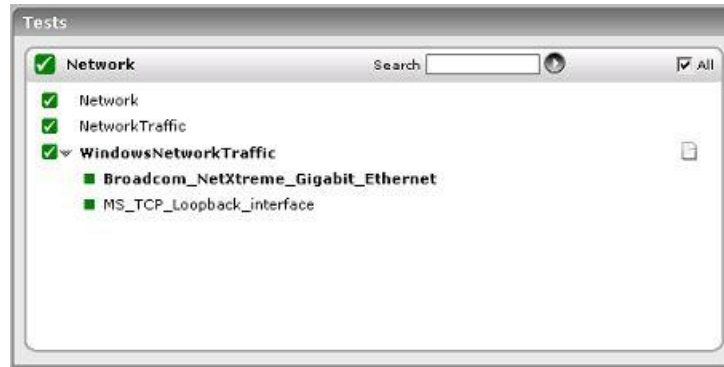 Tests
Network Search All
Network
NetworkTraffic
WindowsNetworkTraffic
Broadcom_NetXtreme_Gigabit_Ethernet
MS_TCP_Loopback_interface